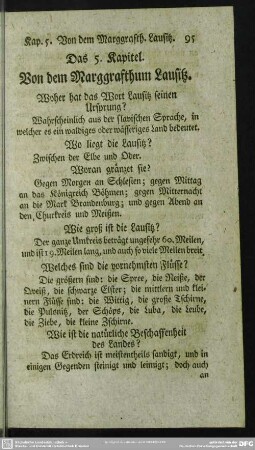 Kap. 5. Von dem Marggrafth. Lausitz. 95
Das 5. Kapitel.
Von dem Marggrafthum Lausitz.
Woher hat das Wort Lausitz seinen
Ursprung?
Wahrscheinlich aus der slavischen Sprache, in
welcher es ein waldiges oder wässeriges Land bedeutet.
Wo liegt die Lausitz?
Zwischen der Elbe und Oder.
Woran gränzet sie?
Gegen Morgen an Schlesien; gegen Mittag
an das Königreich Böhmen; gegen Mitternacht
an die Mark Brandenburg; und gegen Abend an
den Churkreis und Meißen.
Wie groß ist die Lausitz?
Der ganze Umkreis beträgt ungefehr 60. Meilen,
und ist 19. Meilen lang, und auch so viele Meilen breit.
Welches sind die vornehmsten Flüsse?
Die größern sind: die Spree, die Neiße, der
Queiß, die schwarze Elster; die mittlern und klei-
nern Flüsse sind: die Wittig, die große Tschirne,
die Pulsnitz, der Schöps, die Luba, die
die Ziebe, die kleine Zschirne.
Wie ist die natürliche Beschaffenheit
des Landes?
Das Erdreich ist meistentheils sandigt, und in
einigen Gegenden steinigt und leimigt; doch auch
an